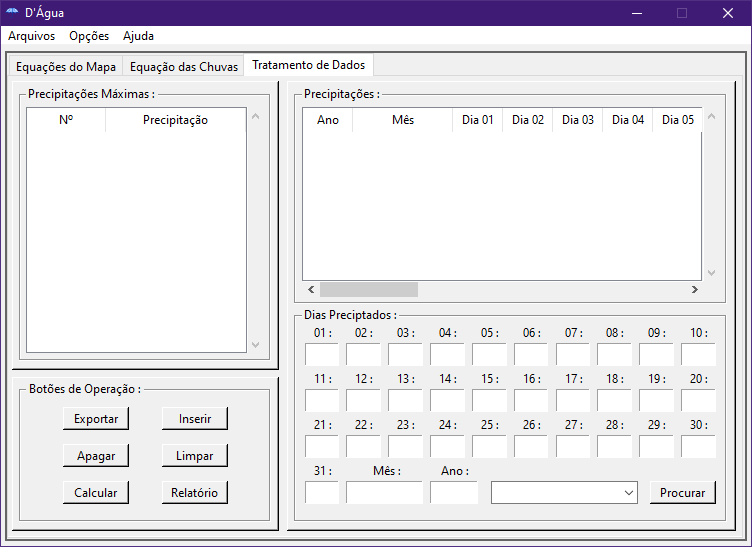 D'Água
Arquivos Opções Ajuda
Equações do Mapa Equação das Chuvas Tratamento de Dados
Precipitações Máximas :
Nº Precipitação
Precipitações :
Ano Mês Dia 01 Dia 02 Dia 03 Dia 04 Dia 05
Dias Preciptados :
01 : 02 : 03 : 04 : 05 : 06 : 07 : 08 : 09 : 10 :
11 : 12 : 13 : 14 : 15 : 16 : 17 : 18 : 19 : 20 :
21 : 22 : 23 : 24 : 25 : 26 : 27 : 28 : 29 : 30 :
31 : Mês : Ano :
Procurar
Botões de Operação :
Exportar Inserir
Apagar Limpar
Calcular Relatório